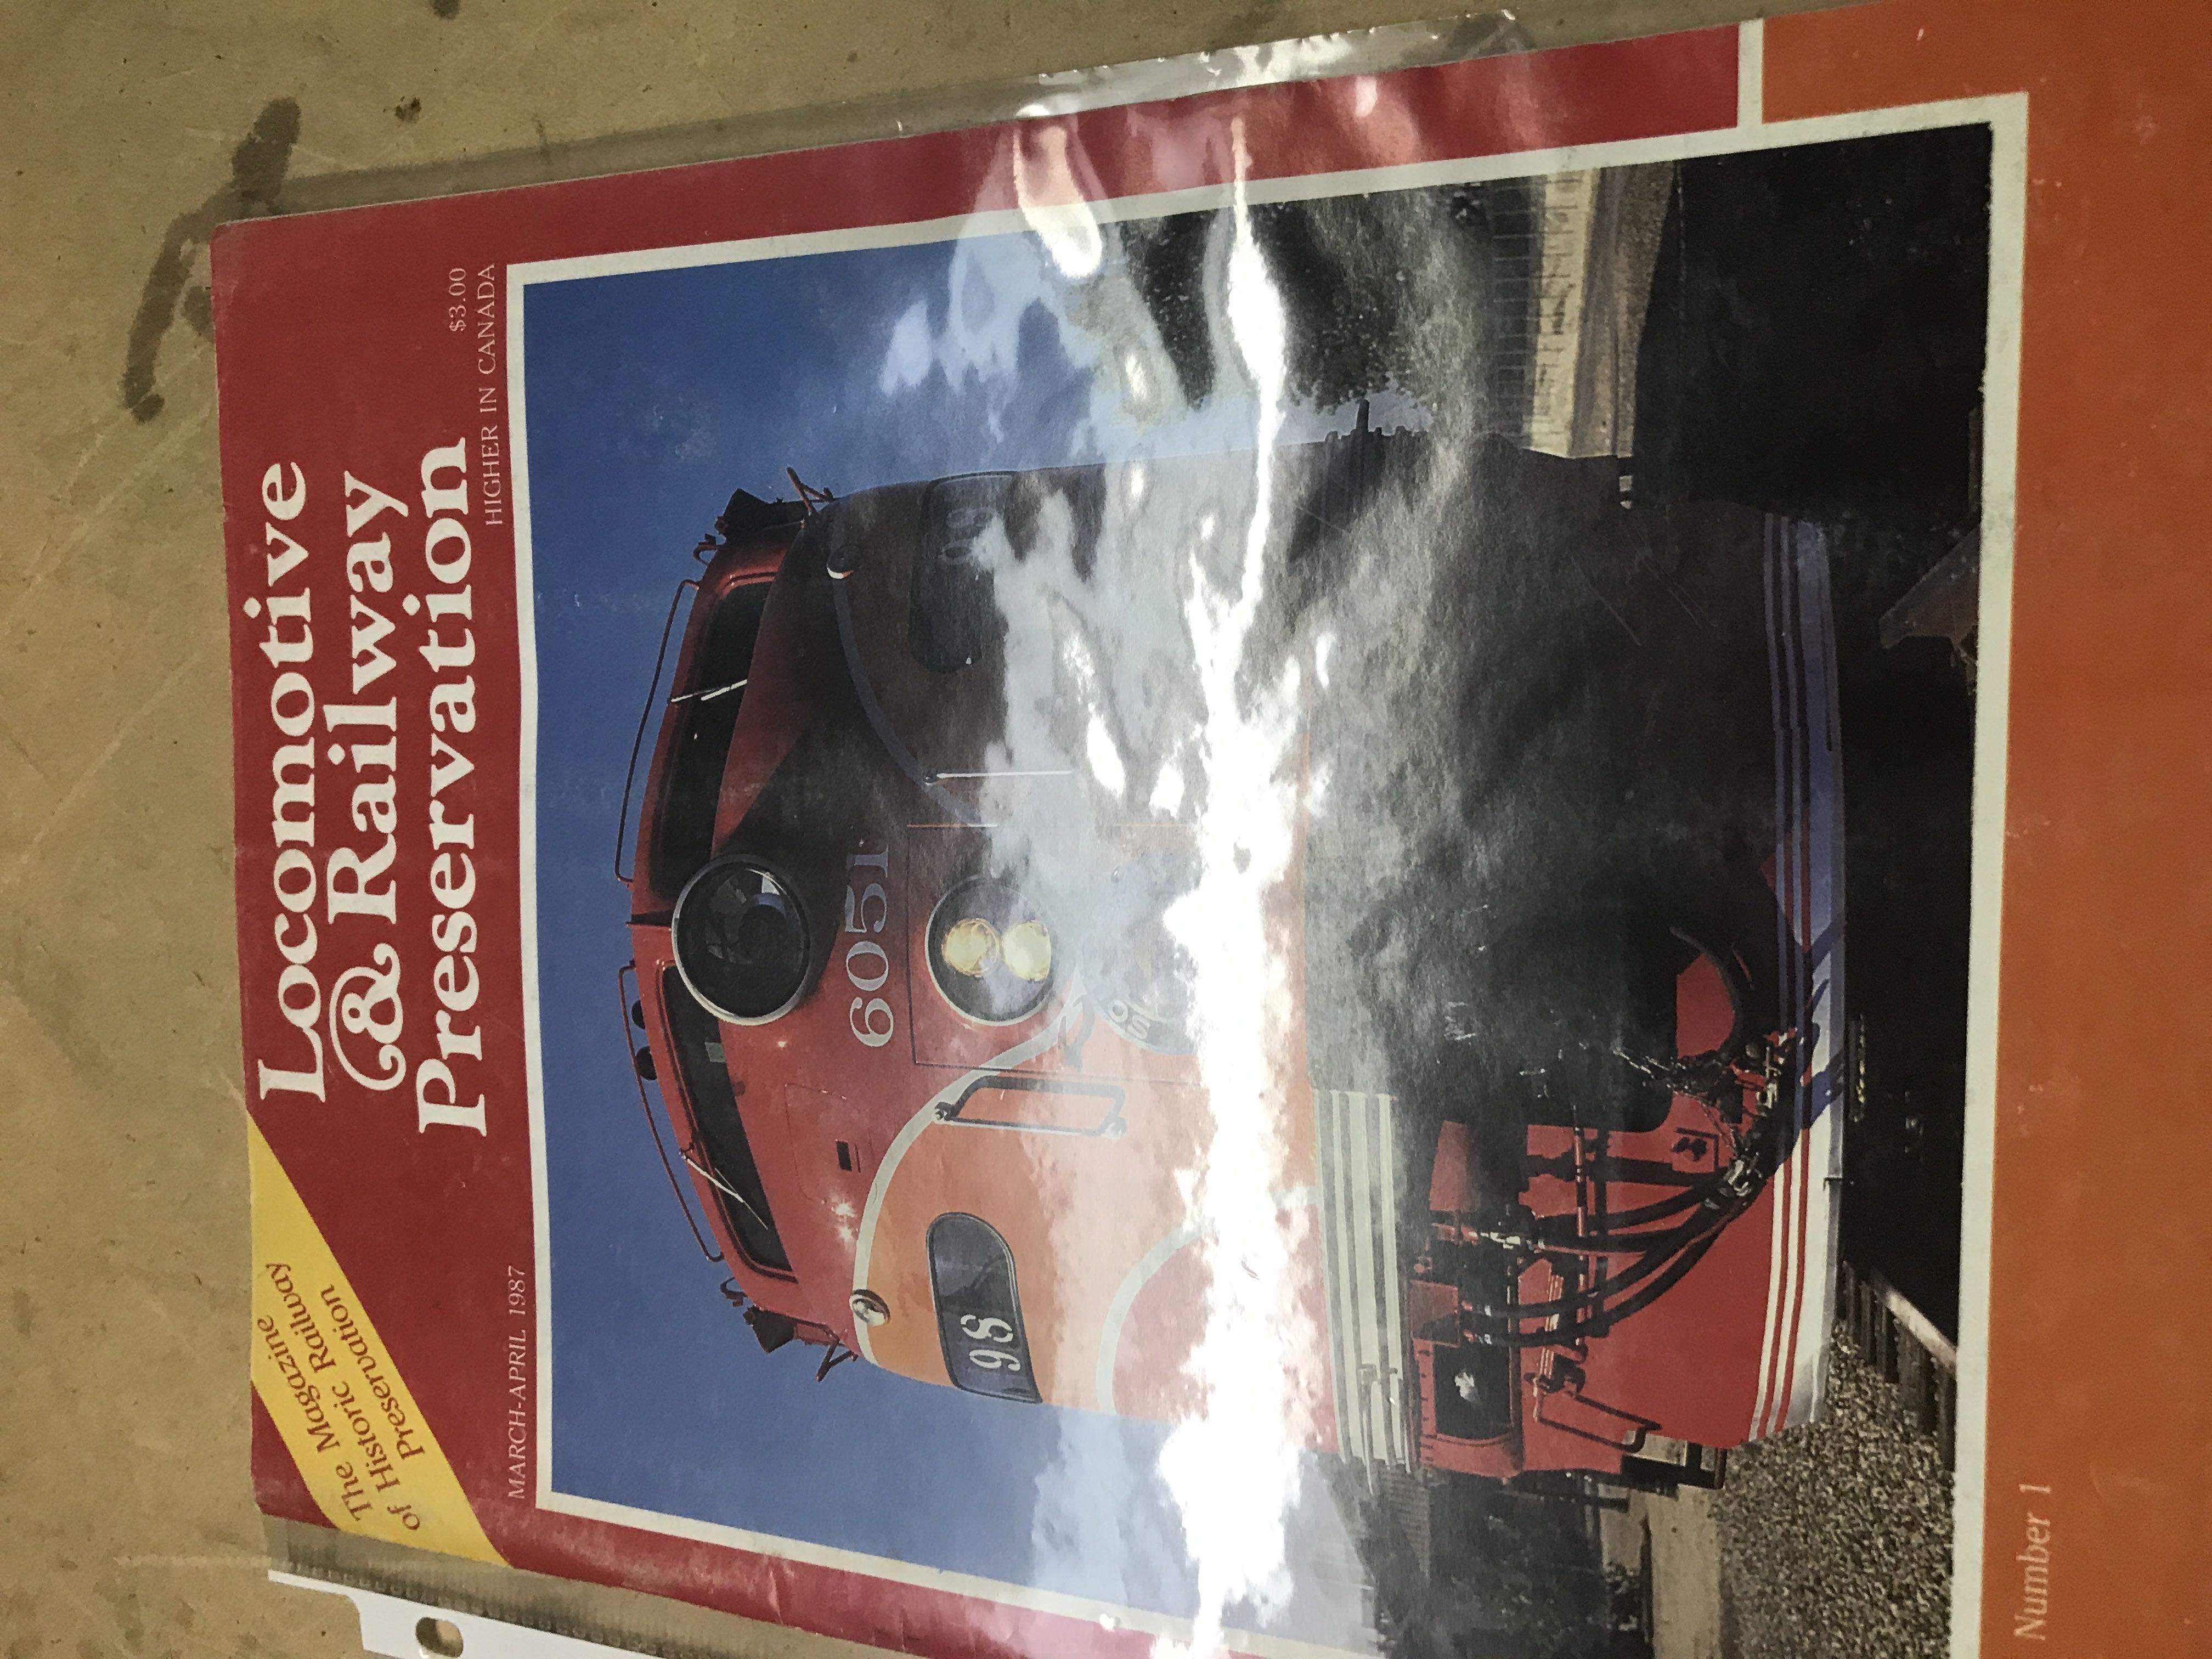 The Magazine
of Historic Railway
Preservation
Locomotive
& Railway
Preservation
MARCH-APRIL 1987
$3.00
HIGHER IN CANADA
6051
98
Number 1